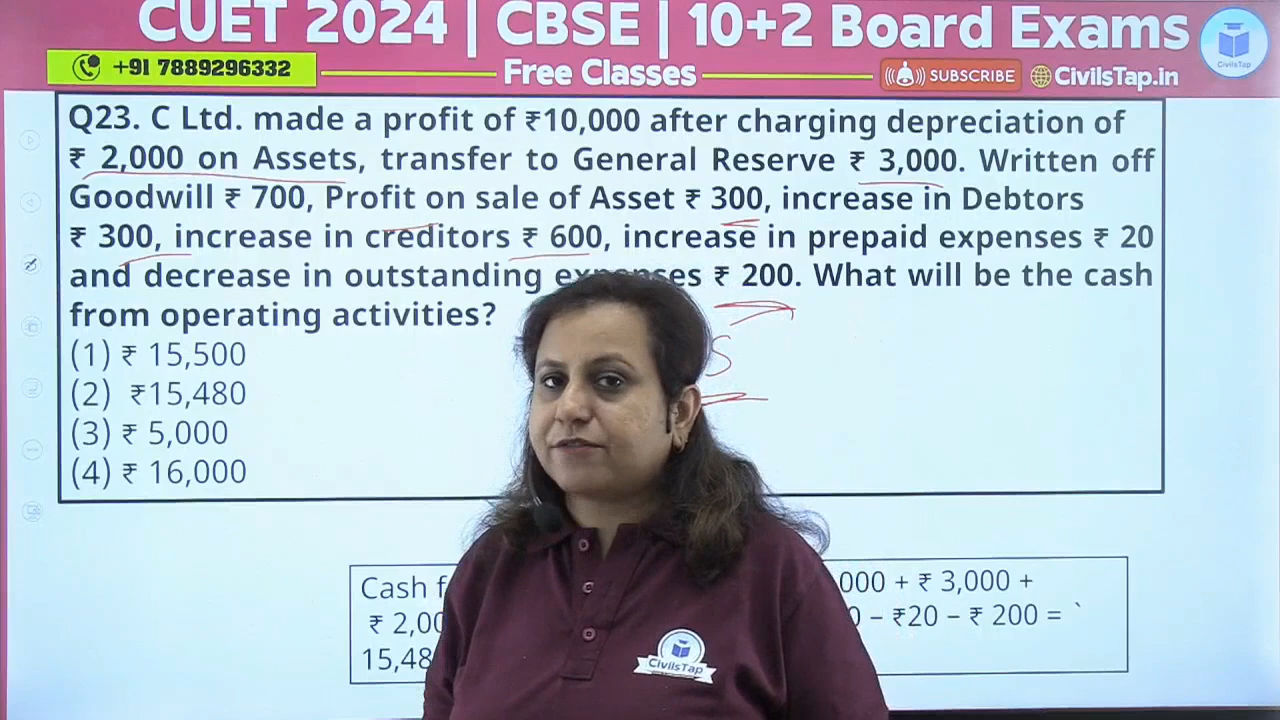 CUET 2024 | CBSE | 10+2 Board Exams
+91 7889296332
Free Classes
SUBSCRIBE
CivilsTap.in
CivilsTap
Q23. C Ltd. made a profit of ₹10,000 after charging depreciation of
₹ 2,000 on Assets, transfer to General Reserve ₹ 3,000. Written off
Goodwill ₹ 700, Profit on sale of Asset ₹ 300, increase in Debtors
₹ 300, increase in creditors ₹ 600, increase in prepaid expenses ₹ 20
and decrease in outstanding expenses ₹ 200. What will be the cash
from operating activities?
(1) ₹ 15,500
(2) ₹15,480
(3) ₹ 5,000
(4) ₹ 16,000
Cash 000 + ₹ 3,000 +
₹ 2,00 0 – ₹20 – ₹ 200 = `
15,48
CivilsTap